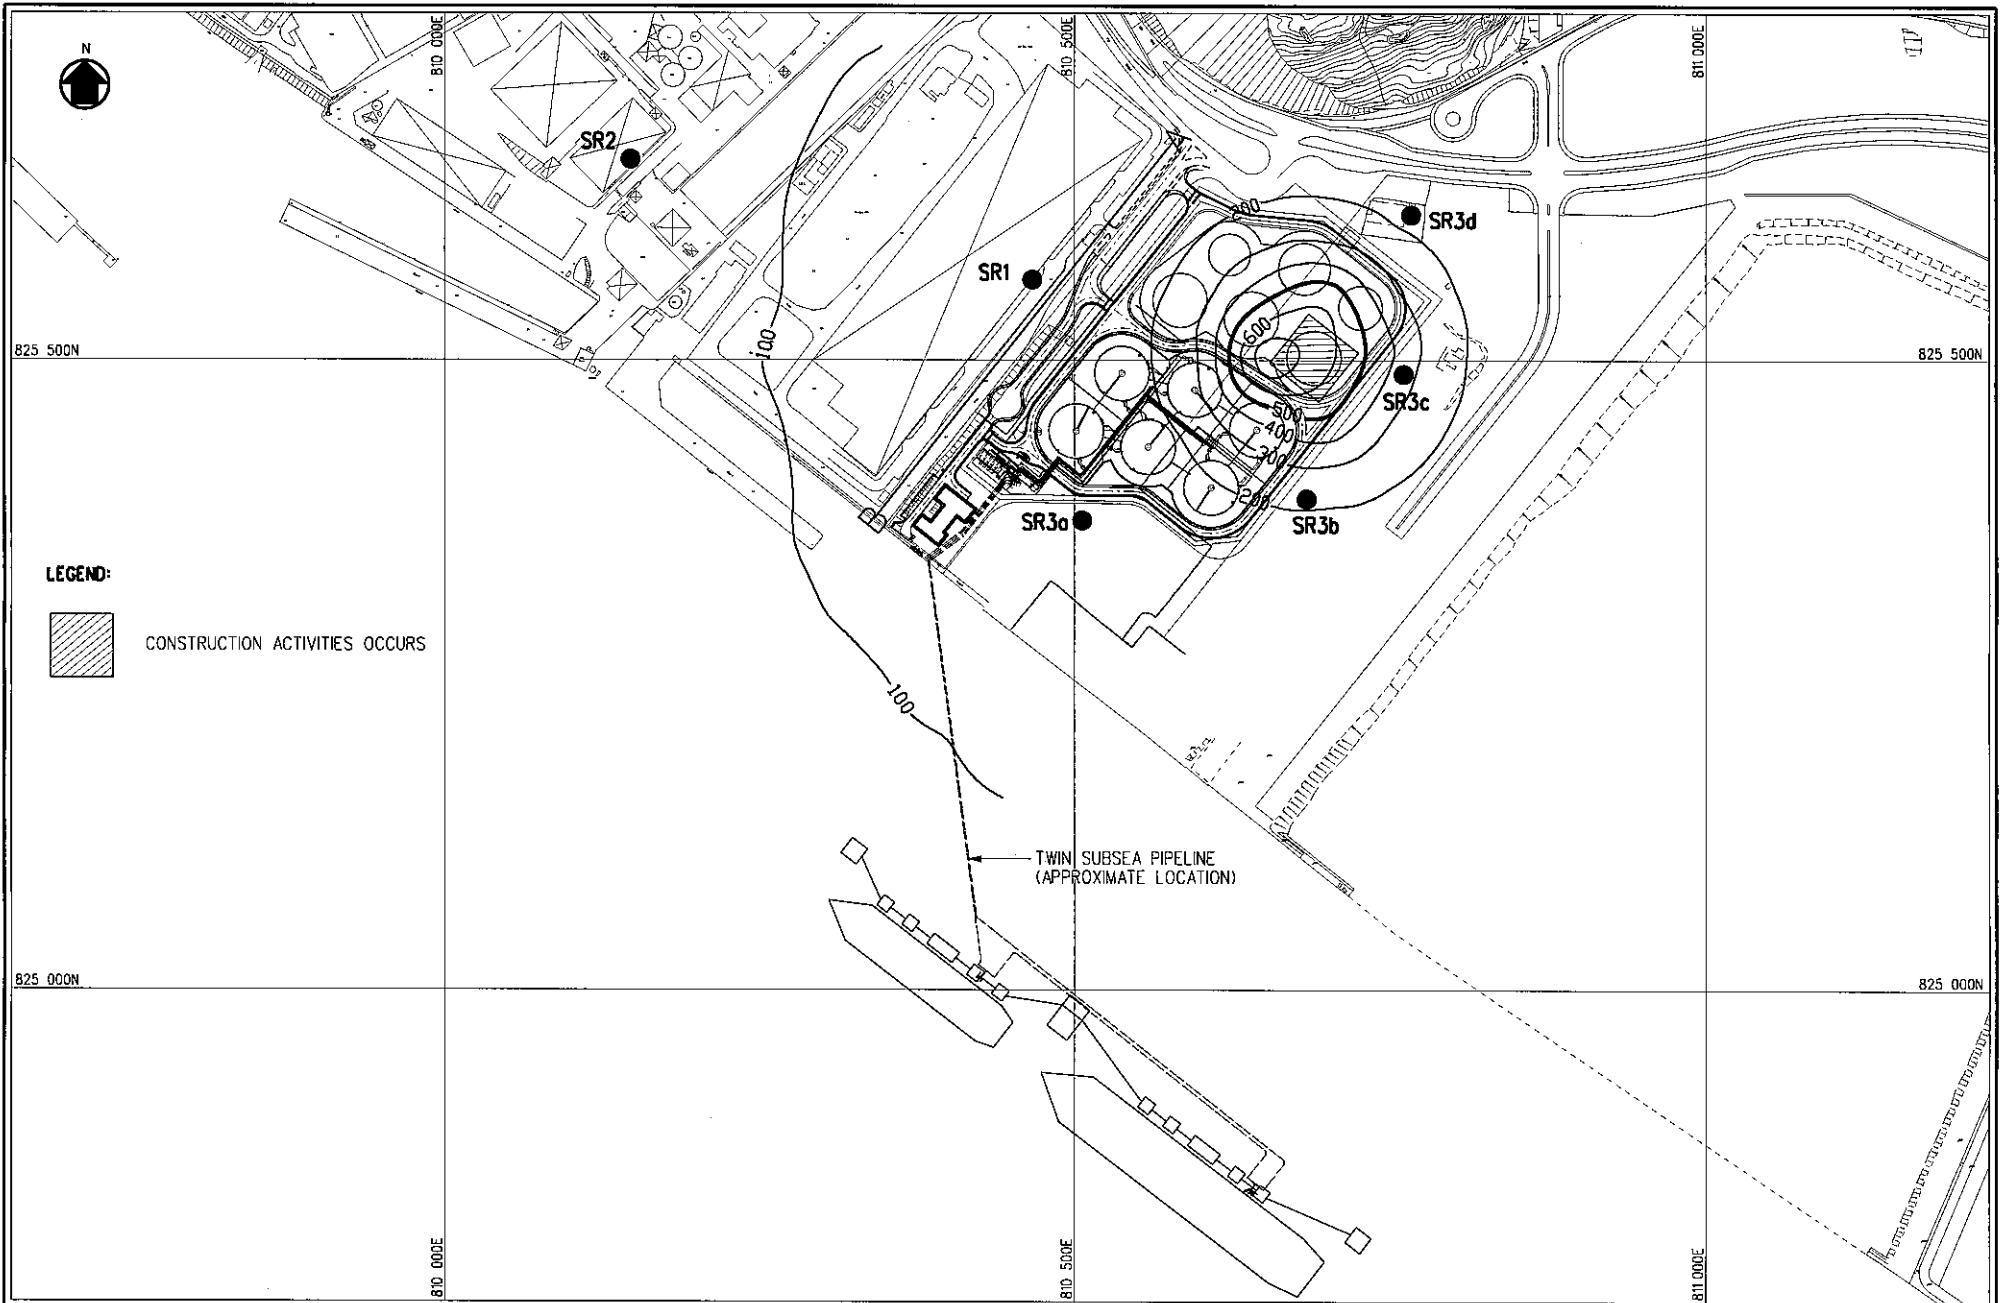 N
810 000E
810 500E
811 000E
SR2
200
SR3d
SR1
100
600
825 500N
825 500N
SR3c
500
400
300
200
SR3b
SR3a
LEGEND:
CONSTRUCTION ACTIVITIES OCCURS
100
TWIN SUBSEA PIPELINE
(APPROXIMATE LOCATION)
825 000N
825 000N
810 000E
810 500E
811 000E